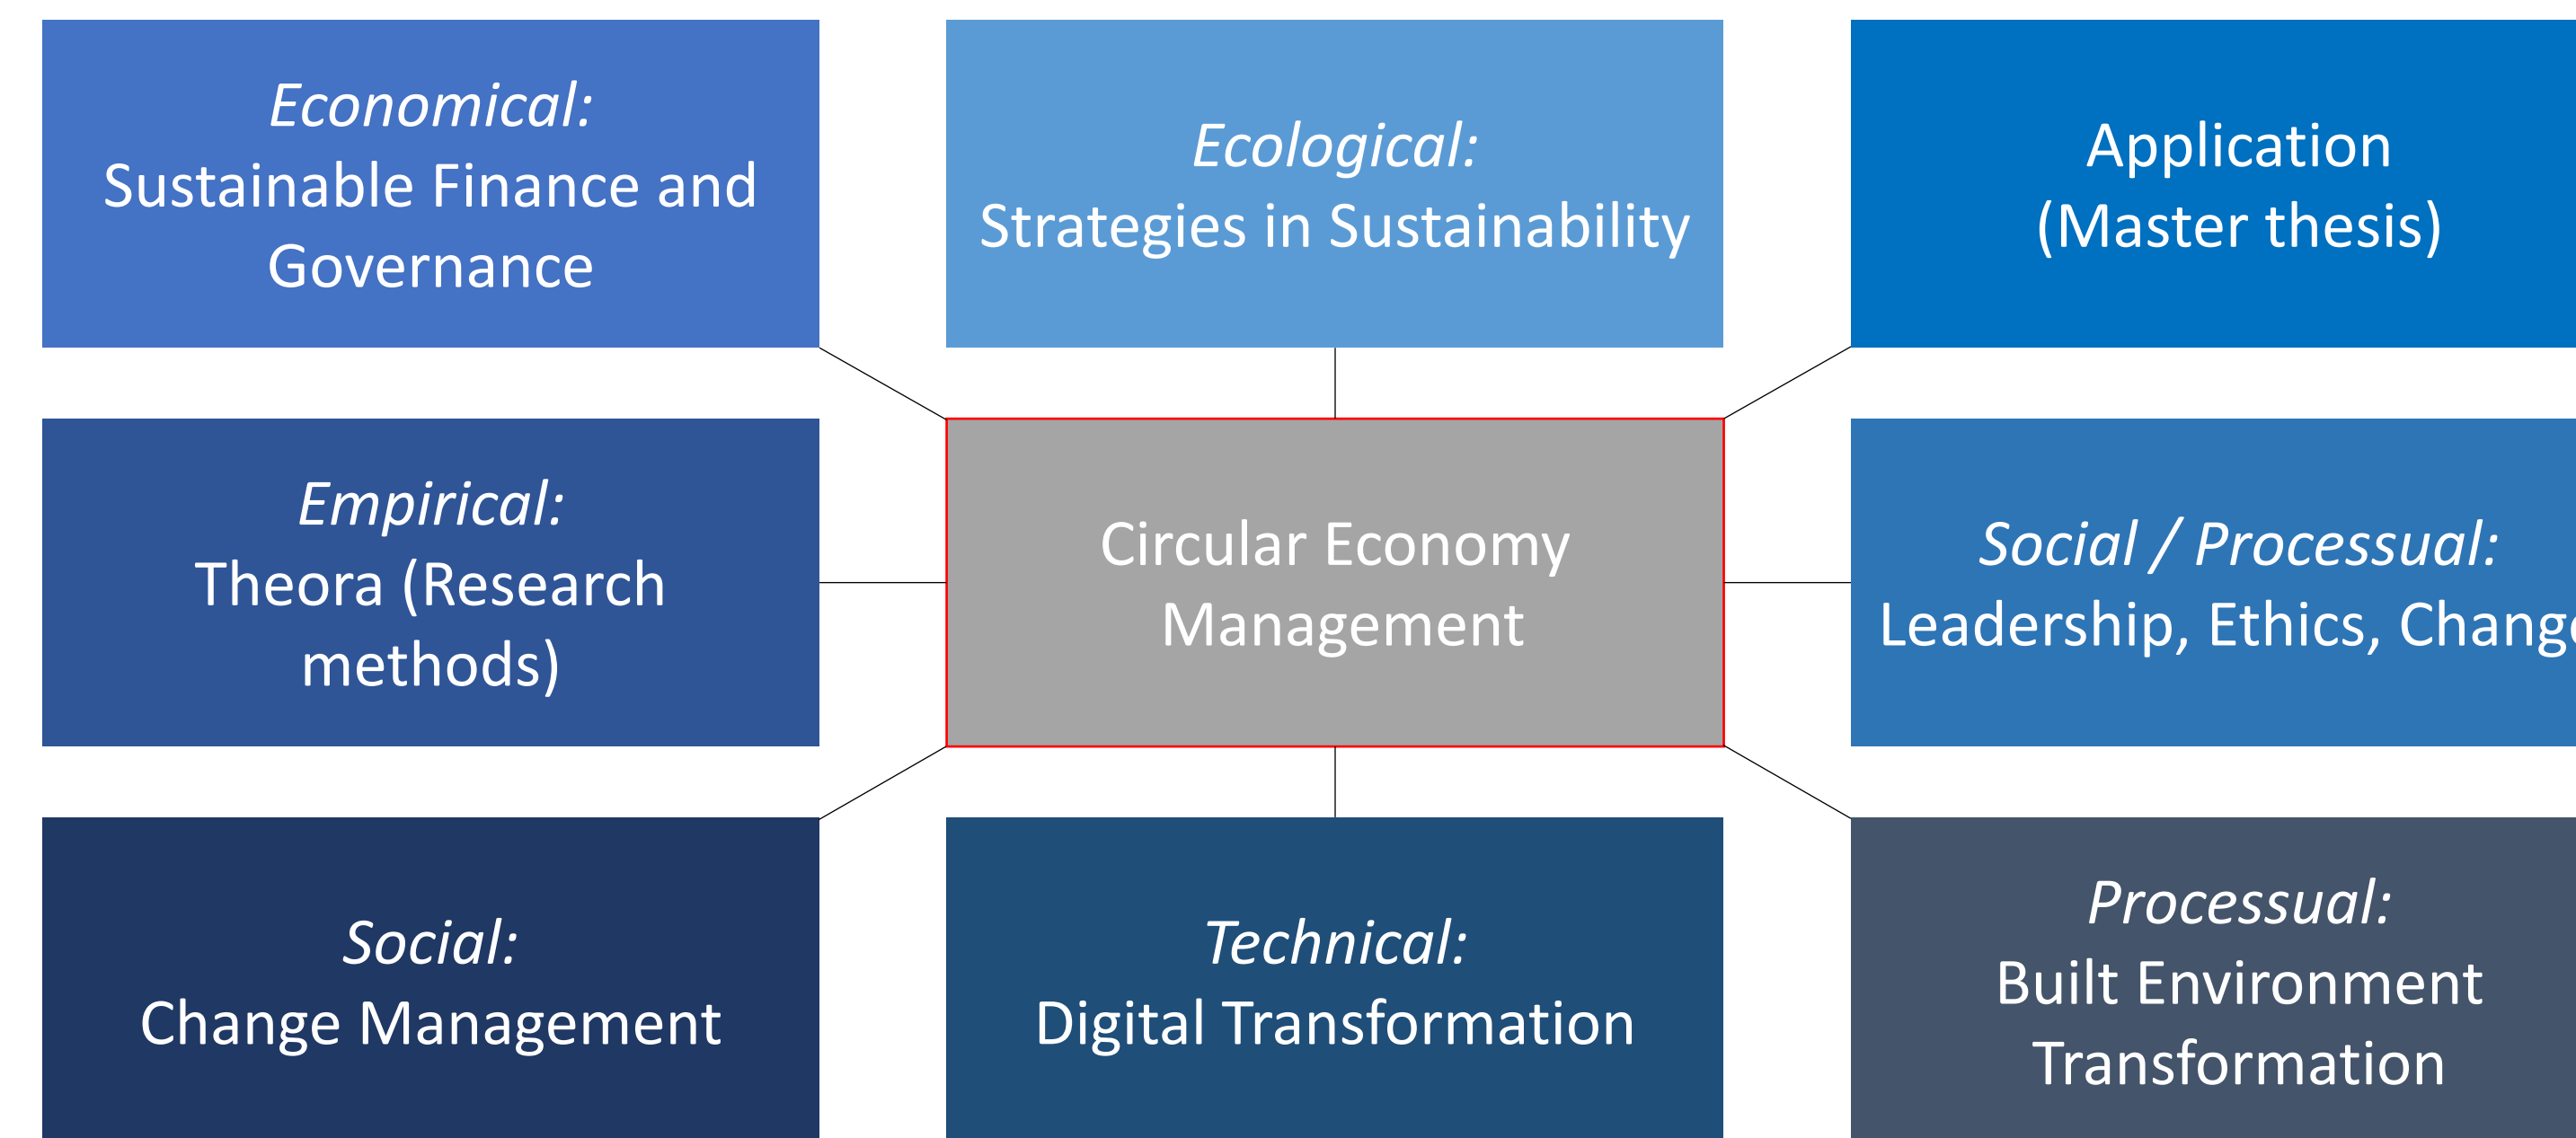 Economical:
Sustainable Finance and
Governance
Ecological:
Strategies in Sustainability
Application
(Master thesis)
Empirical:
Theora (Research
methods)
Circular Economy
Management
Social / Processual:
Leadership, Ethics, Change
Social:
Change Management
Technical:
Digital Transformation
Processual:
Built Environment
Transformation